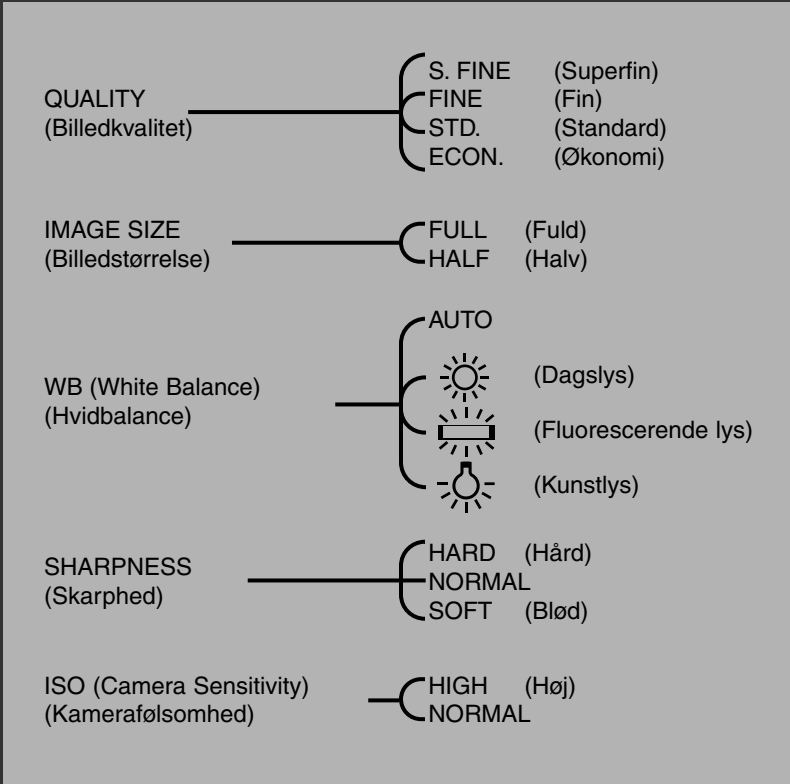 QUALITY
(Billedkvalitet)
S. FINE (Superfin)
FINE (Fin)
STD. (Standard)
ECON. (Økonomi)
IMAGE SIZE
(Billedstørrelse)
FULL (Fuld)
HALF (Halv)
WB (White Balance)
(Hvidbalance)
AUTO
(Dagslys)
(Fluorescerende lys)
(Kunstlys)
SHARPNESS
(Skarphed)
HARD (Hård)
NORMAL
SOFT (Blød)
ISO (Camera Sensitivity)
(Kamerafølsomhed)
HIGH (Høj)
NORMAL